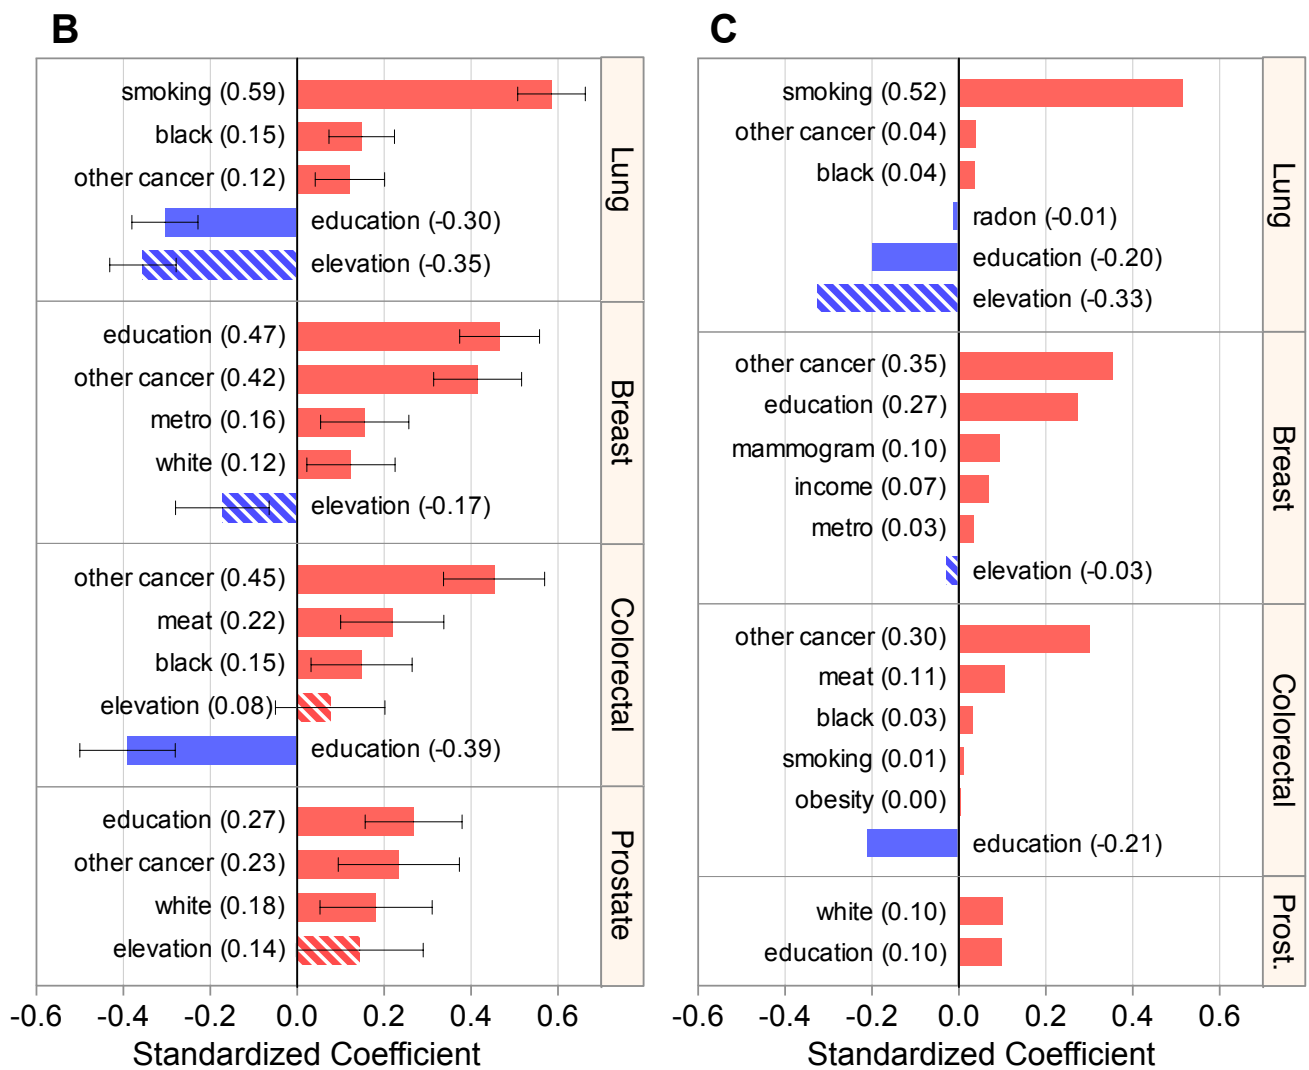 B
smoking (0.59)
black (0.15)
other cancer (0.12)
education (-0.30)
elevation (-0.35)
Lung
education (0.47)
other cancer (0.42)
metro (0.16)
white (0.12)
elevation (-0.17)
Breast
other cancer (0.45)
meat (0.22)
black (0.15)
elevation (0.08)
education (-0.39)
Colorectal
education (0.27)
other cancer (0.23)
white (0.18)
elevation (0.14)
Prostate
-0.6 -0.4 -0.2 0.0 0.2 0.4 0.6
Standardized Coefficient
C
smoking (0.52)
other cancer (0.04)
black (0.04)
radon (-0.01)
education (-0.20)
elevation (-0.33)
Lung
other cancer (0.35)
education (0.27)
mammogram (0.10)
income (0.07)
metro (0.03)
elevation (-0.03)
Breast
other cancer (0.30)
meat (0.11)
black (0.03)
smoking (0.01)
obesity (0.00)
education (-0.21)
Colorectal
white (0.10)
education (0.10)
Prost.
-0.6 -0.4 -0.2 0.0 0.2 0.4 0.6
Standardized Coefficient